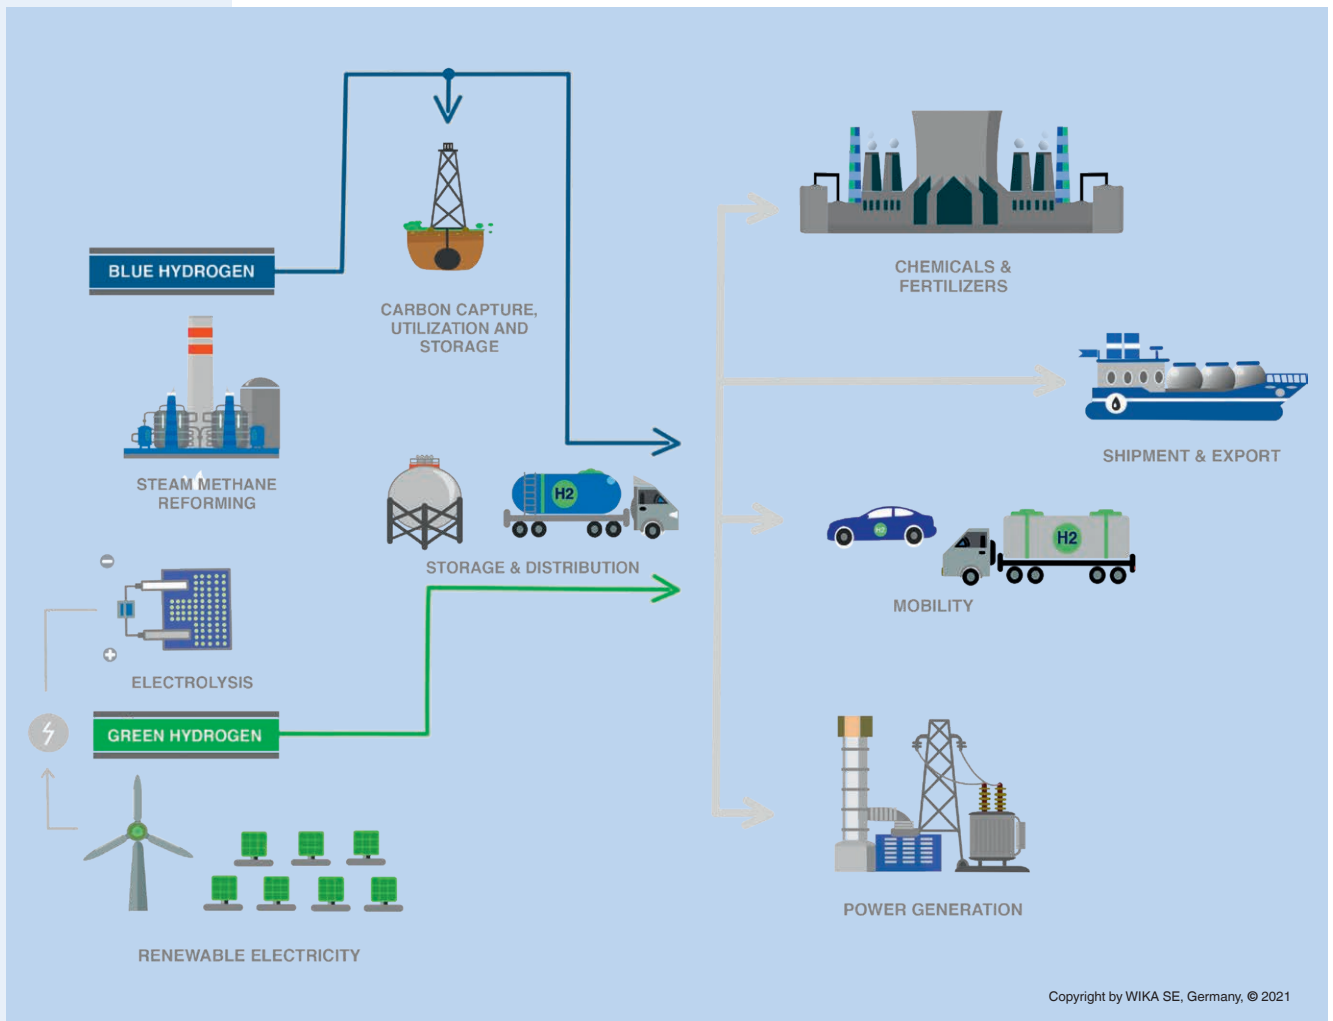 BLUE HYDROGEN
STEAM METHANE
REFORMING
CARBON CAPTURE,
UTILIZATION AND
STORAGE
H2
STORAGE & DISTRIBUTION
ELECTROLYSIS
GREEN HYDROGEN
RENEWABLE ELECTRICITY
CHEMICALS &
FERTILIZERS
SHIPMENT & EXPORT
H2
H2
MOBILITY
POWER GENERATION
Copyright by WIKA SE, Germany, © 2021